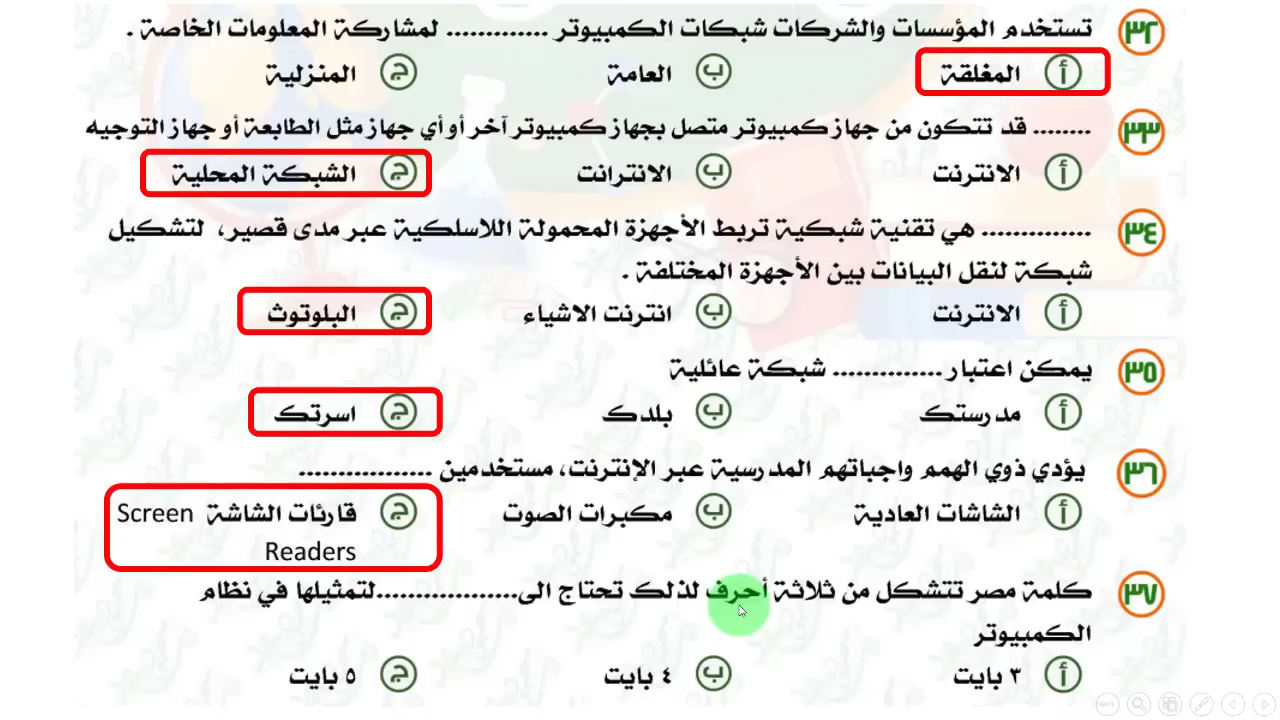 ٣٢ تستخدم المؤسسات والشركات شبكات الكمبيوتر ............. لمشاركة المعلومات الخاصة .
أ المغلقة ب العامة ج المنزلية
٣٣ ........ قد تتكون من جهاز كمبيوتر متصل بجهاز كمبيوتر آخر أو أي جهاز مثل الطابعة أو جهاز التوجيه
أ الانترنت ب الانترانت ج الشبكة المحلية
٣٤ .............. هي تقنية شبكية تربط الأجهزة المحمولة اللاسلكية عبر مدى قصير، لتشكيل
شبكة لنقل البيانات بين الأجهزة المختلفة .
أ الانترنت ب انترنت الاشياء ج البلوتوث
٣٥ يمكن اعتبار .............. شبكة عائلية
أ مدرستك ب بلدك ج اسرتك
٣٦ يؤدي ذوي الهمم واجباتهم المدرسية عبر الإنترنت، مستخدمين .................
أ الشاشات العادية ب مكبرات الصوت ج قارئات الشاشة Screen
Readers
٣٧ كلمة مصر تتشكل من ثلاثة أحرف لذلك تحتاج الى..................لتمثيلها في نظام
الكمبيوتر
أ ٣ بايت ب ٤ بايت ج ٥ بايت